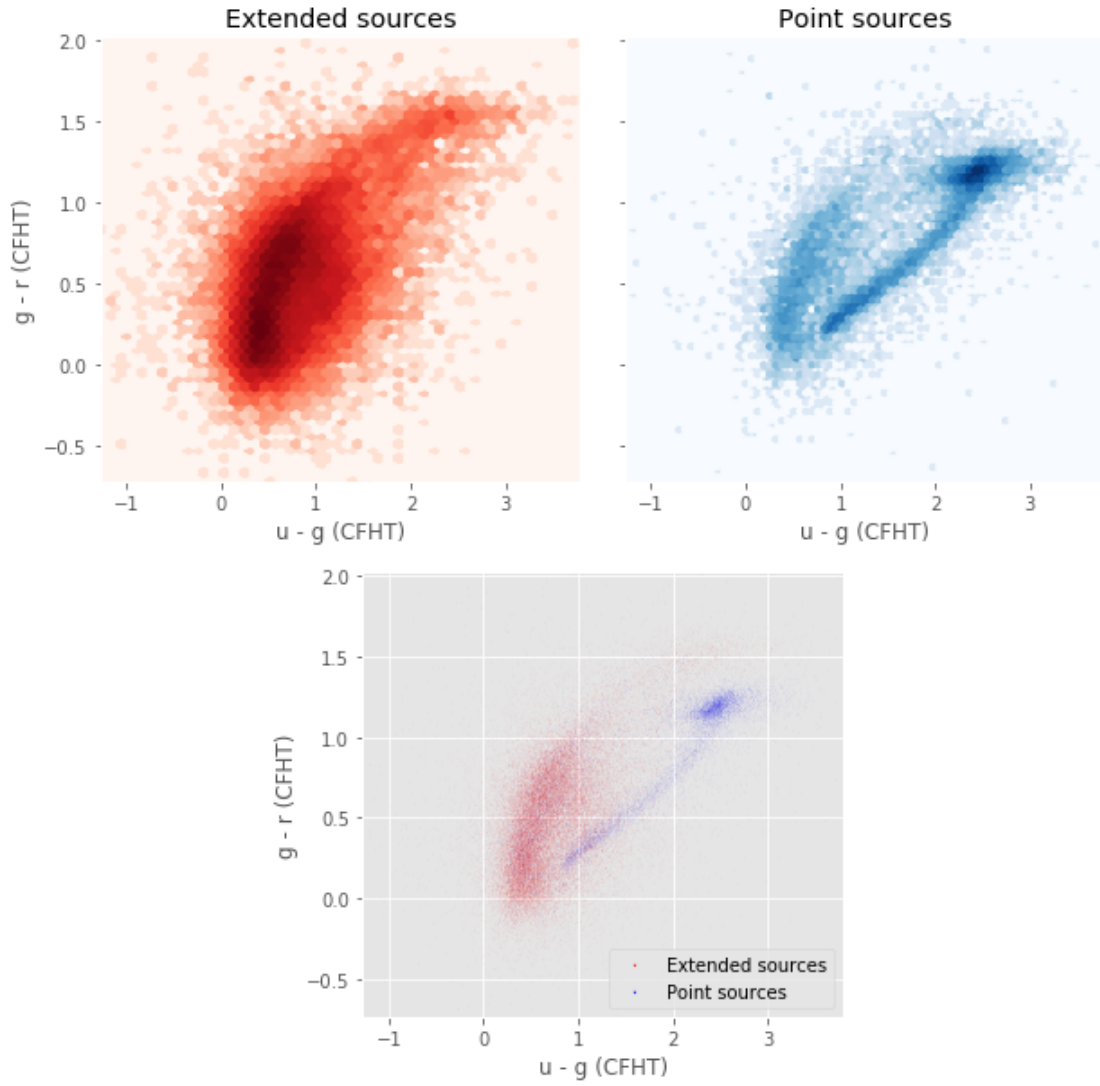 Extended sources
Point sources
2.0
1.5
1.0
0.5
0.0
−0.5
g - r (CFHT)
−1 0 1 2 3
−1 0 1 2 3
u - g (CFHT)
u - g (CFHT)
2.0
1.5
1.0
0.5
0.0
−0.5
g - r (CFHT)
Extended sources
Point sources
−1 0 1 2 3
u - g (CFHT)